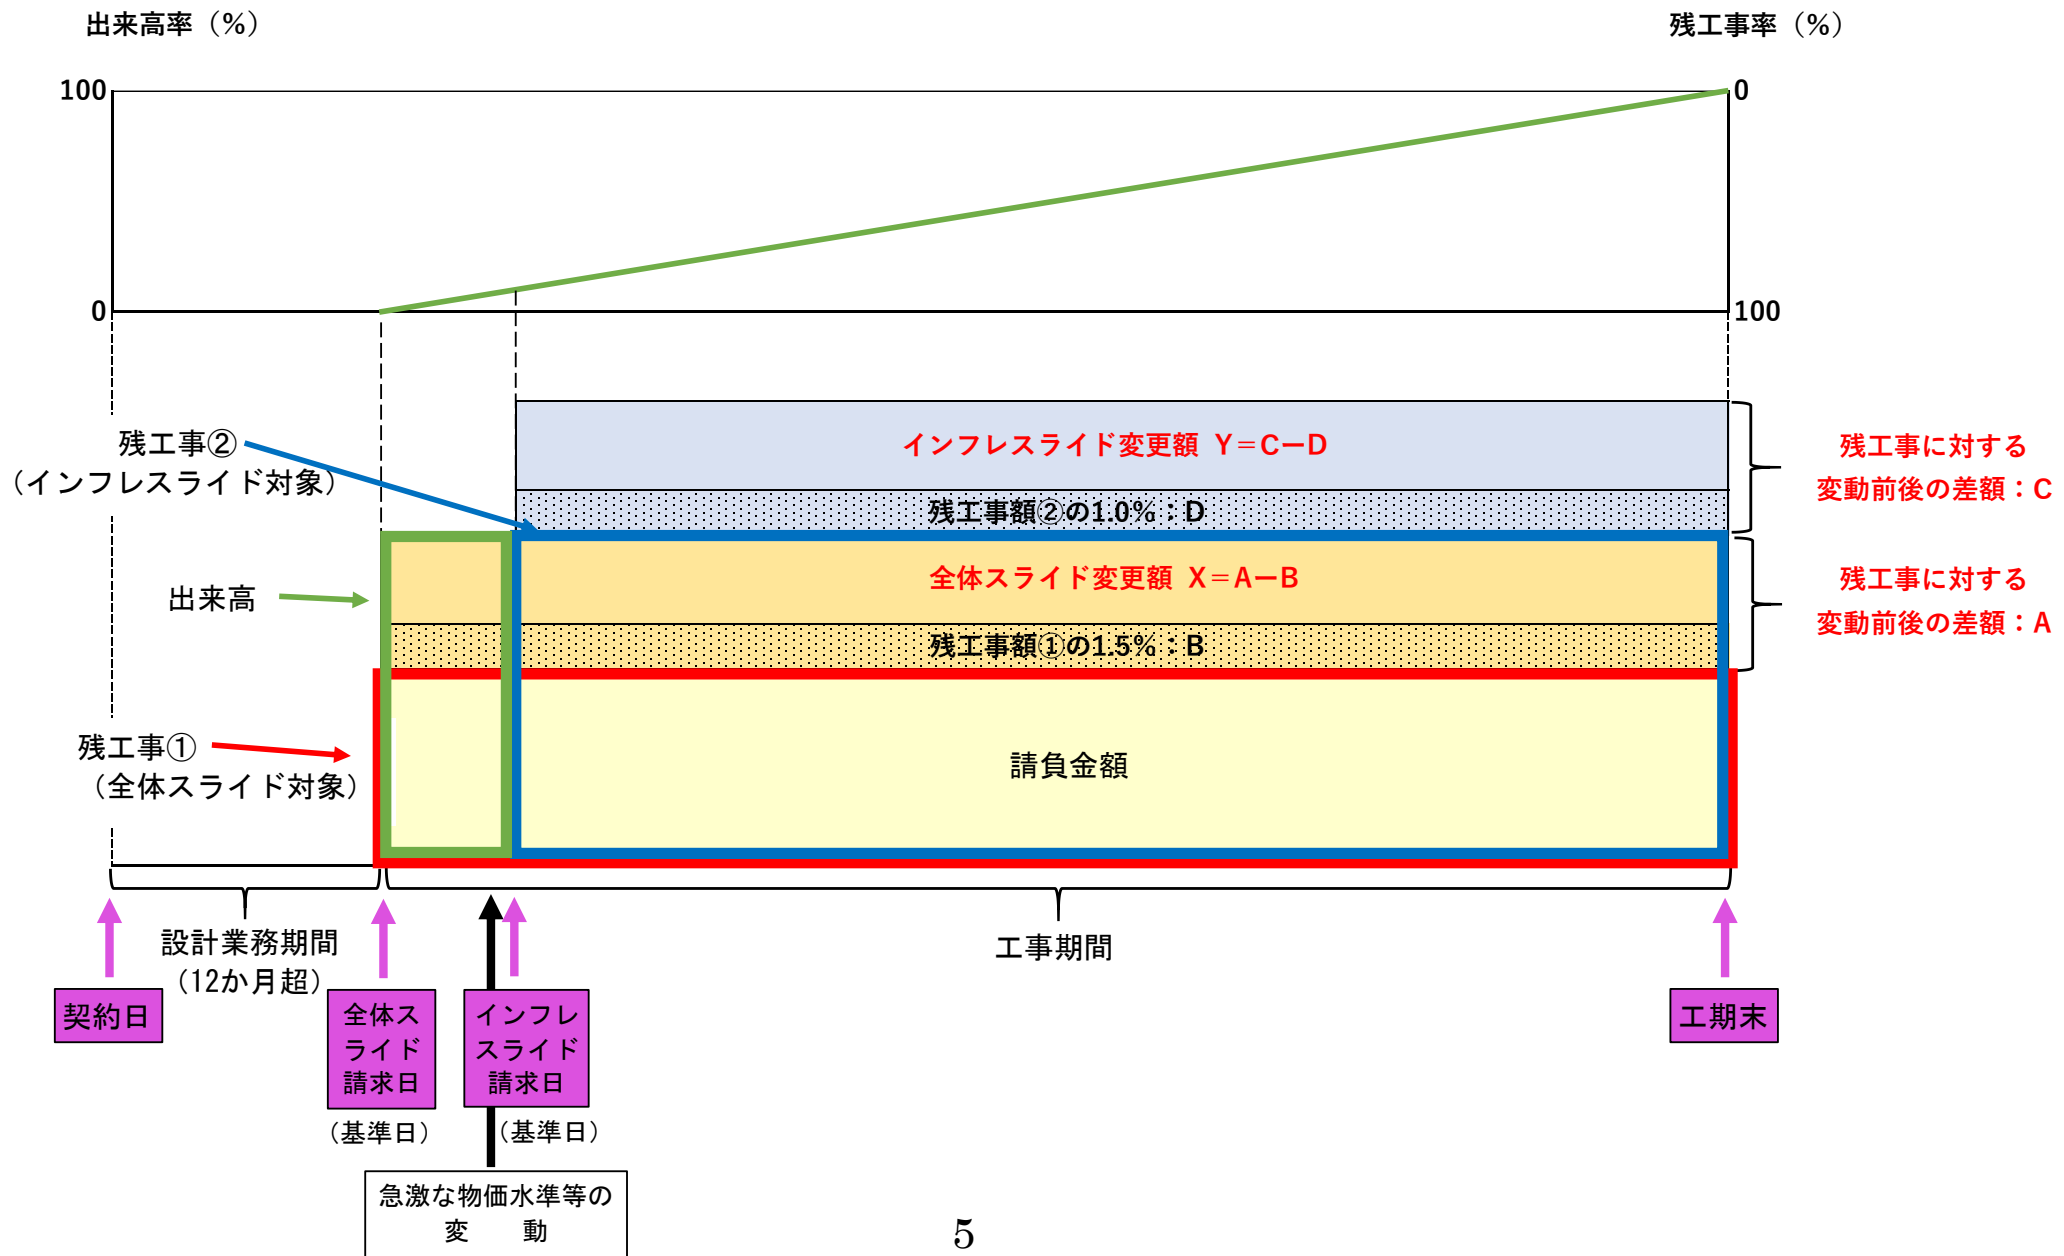 出来高率（%）
残工事率（%）
100
0
0
100
残工事②
（インフレスライド対象）
インフレスライド変更額 Y＝CーD
残工事額②の1.0%：D
残工事に対する
変動前後の差額：C
出来高
全体スライド変更額 X＝AーB
残工事額①の1.5%：B
残工事に対する
変動前後の差額：A
残工事①
（全体スライド対象）
請負金額
設計業務期間
（12か月超）
工事期間
契約日
全体ス
ライド
請求日
（基準日）
インフレ
スライド
請求日
（基準日）
工期末
急激な物価水準等の
変　動
5